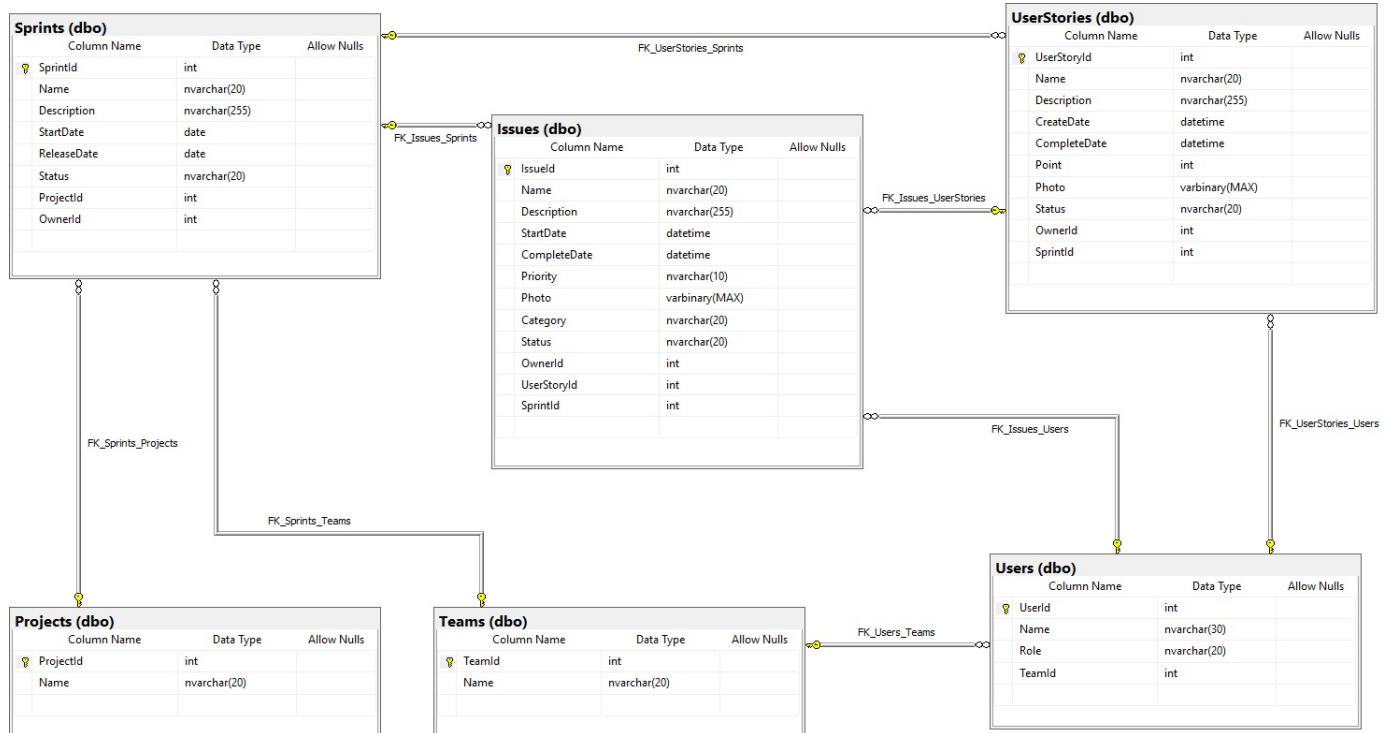 Sprints (dbo)
Column Name Data Type Allow Nulls
SprintId int
Name nvarchar(20)
Description nvarchar(255)
StartDate date
ReleaseDate date
Status nvarchar(20)
ProjectId int
OwnerId int
FK_UserStories_Sprints
UserStories (dbo)
Column Name Data Type Allow Nulls
UserStoryId int
Name nvarchar(20)
Description nvarchar(255)
CreateDate datetime
CompleteDate datetime
Point int
Photo varbinary(MAX)
Status nvarchar(20)
OwnerId int
SprintId int
FK_Issues_Sprints
Issues (dbo)
Column Name Data Type Allow Nulls
IssueId int
Name nvarchar(20)
Description nvarchar(255)
StartDate datetime
CompleteDate datetime
Priority nvarchar(10)
Photo varbinary(MAX)
Category nvarchar(20)
Status nvarchar(20)
OwnerId int
UserStoryId int
SprintId int
FK_Issues_UserStories
FK_Issues_Users
FK_UserStories_Users
FK_Sprints_Projects
FK_Sprints_Teams
Projects (dbo)
Column Name Data Type Allow Nulls
ProjectId int
Name nvarchar(20)
Teams (dbo)
Column Name Data Type Allow Nulls
TeamId int
Name nvarchar(20)
FK_Users_Teams
Users (dbo)
Column Name Data Type Allow Nulls
UserId int
Name nvarchar(30)
Role nvarchar(20)
TeamId int